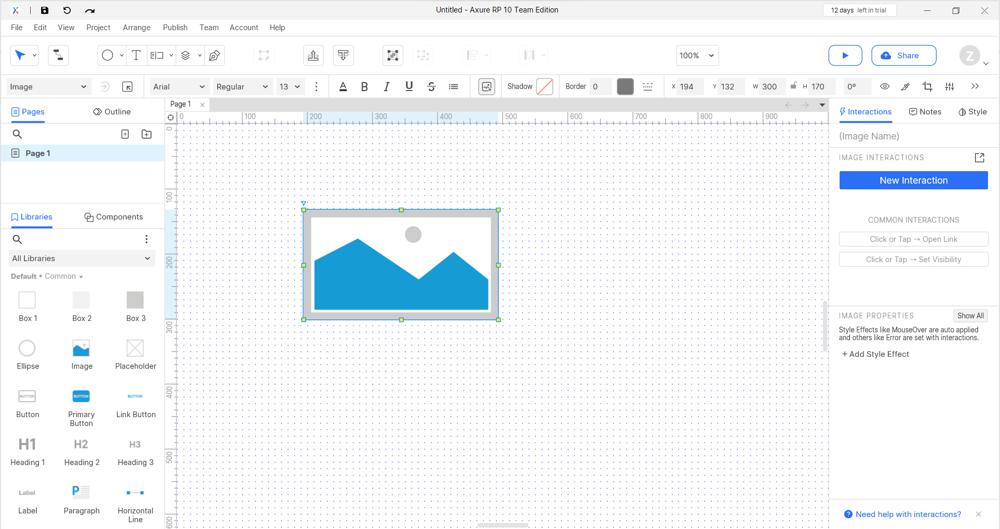 Untitled - Axure RP 10 Team Edition
12 days left in trial
File Edit View Project Arrange Publish Team Account Help
100%
Share
Z
Image
Arial
Regular
13
Shadow
Border 0
X 194
Y 132
W 300
H 170
0°
Pages
Outline
Page 1
Libraries
Components
All Libraries
Default • Common
Box 1
Box 2
Box 3
Ellipse
Image
Placeholder
BUTTON
BUTTON
BUTTON
Button
Primary
Button
Link Button
H1
H2
H3
Heading 1
Heading 2
Heading 3
Label
P
Label
Paragraph
Horizontal
Line
Page 1
0 100 200 300 400 500 600 700 800 900
0
100
200
300
400
500
600
Interactions
Notes
Style
(Image Name)
IMAGE INTERACTIONS
New Interaction
COMMON INTERACTIONS
Click or Tap → Open Link
Click or Tap → Set Visibility
IMAGE PROPERTIES
Show All
Style Effects like MouseOver are auto applied
and others like Error are set with interactions.
+ Add Style Effect
Need help with interactions?